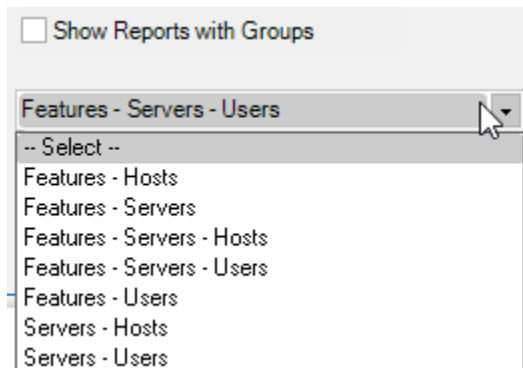 Show Reports with Groups
Features - Servers - Users
-- Select --
Features - Hosts
Features - Servers
Features - Servers - Hosts
Features - Servers - Users
Features - Users
Servers - Hosts
Servers - Users